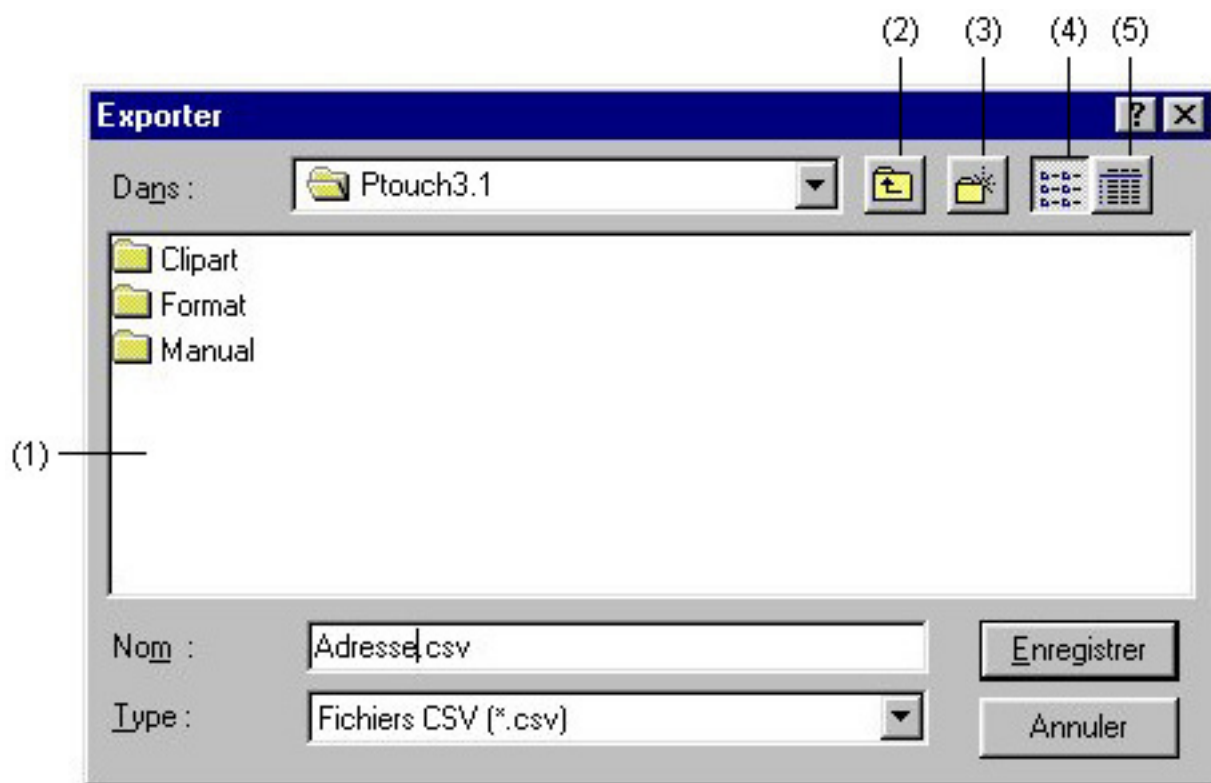 (2) (3) (4) (5)
Exporter
Dans : Ptouch3.1
Clipart
Format
Manual
(1)
Nom : Adresse.csv
Enregistrer
Type : Fichiers CSV (*.csv)
Annuler